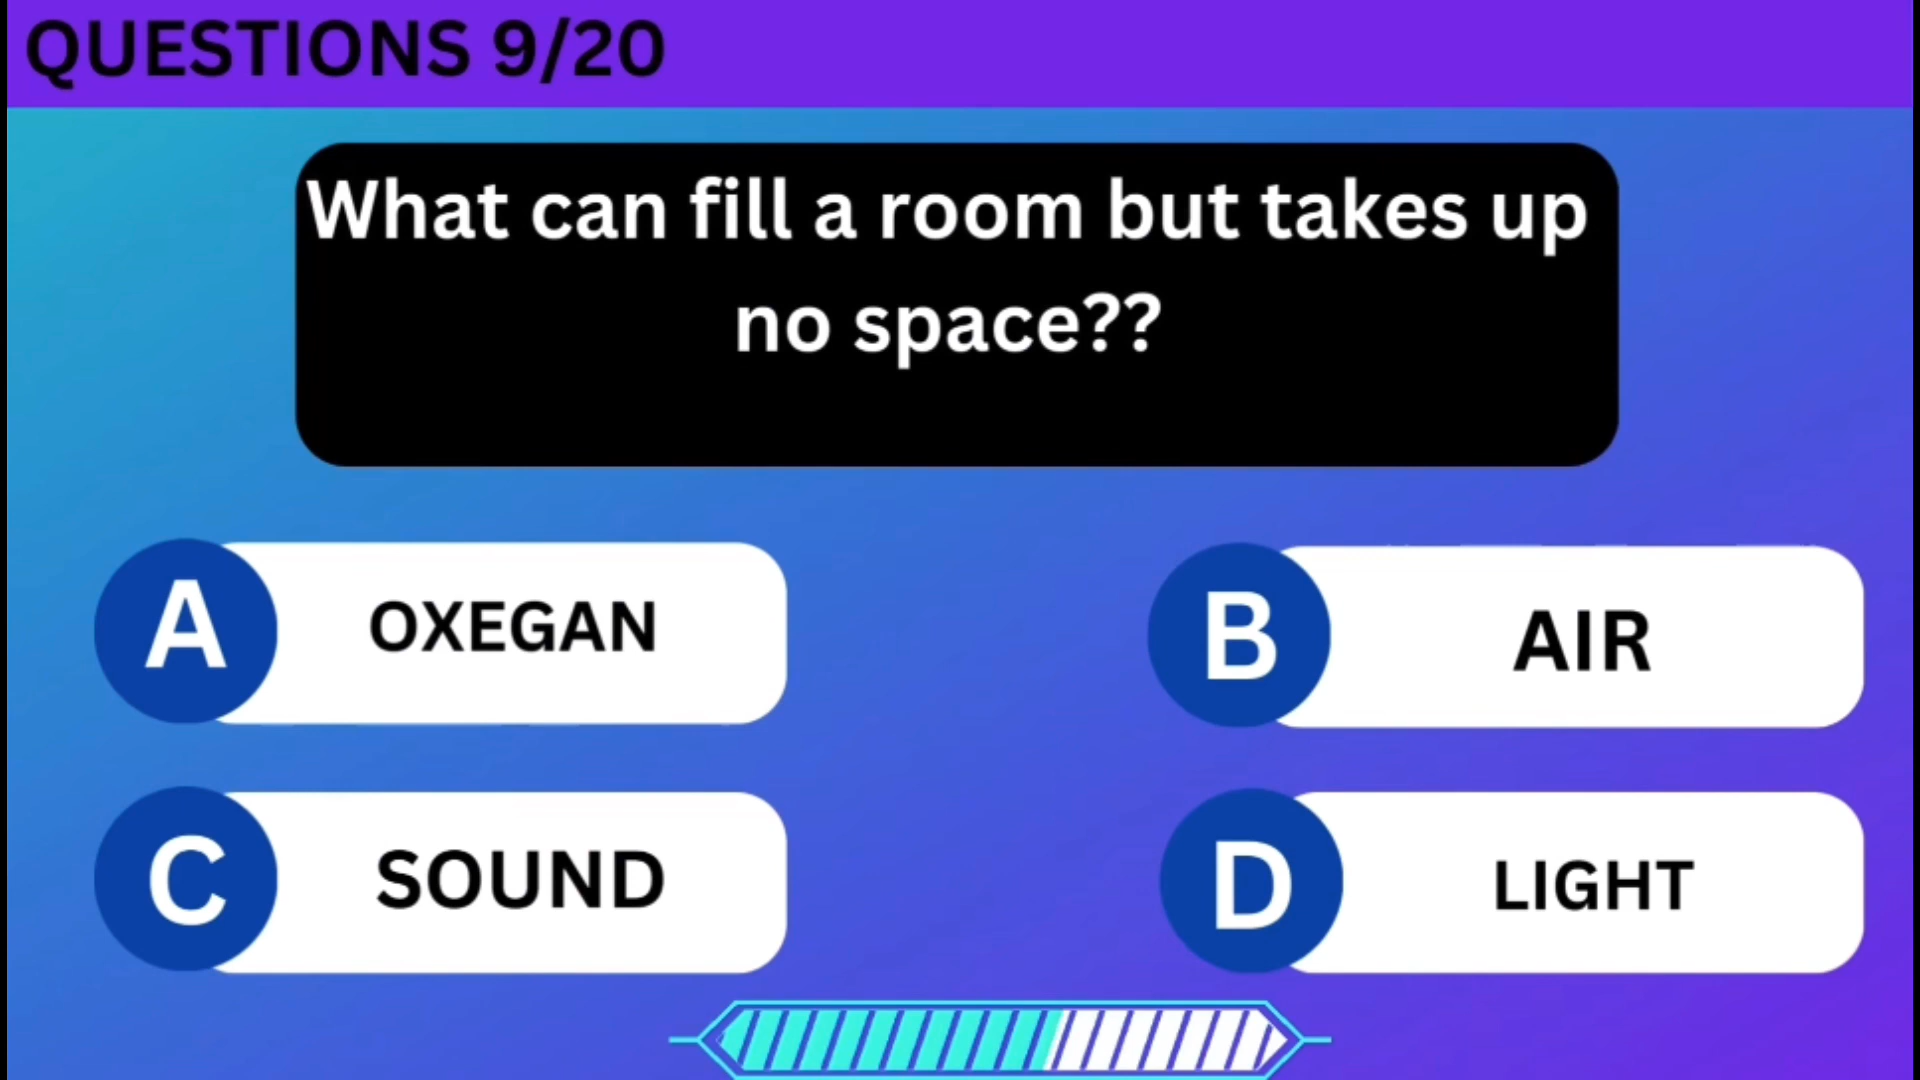 QUESTIONS 9/20
What can fill a room but takes up
no space??
A OXEGAN
B AIR
C SOUND
D LIGHT